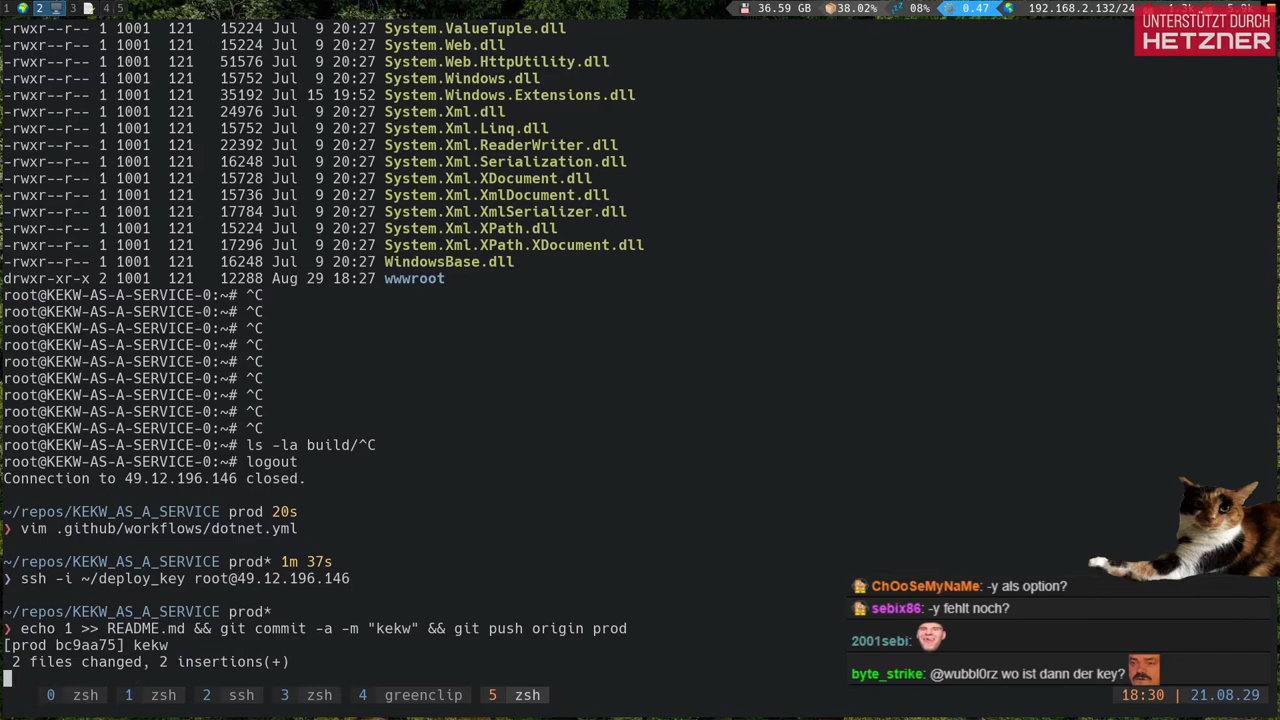 1 2 3 4 5
36.59 GB 38.02% 08% 0.47 192.168.2.132/24 1.3k 5.9k
UNTERSTÜTZT DURCH
HETZNER
-rwxr--r-- 1 1001 121 15224 Jul 9 20:27 System.ValueTuple.dll
-rwxr--r-- 1 1001 121 15224 Jul 9 20:27 System.Web.dll
-rwxr--r-- 1 1001 121 51576 Jul 9 20:27 System.Web.HttpUtility.dll
-rwxr--r-- 1 1001 121 15752 Jul 9 20:27 System.Windows.dll
-rwxr--r-- 1 1001 121 35192 Jul 15 19:52 System.Windows.Extensions.dll
-rwxr--r-- 1 1001 121 24976 Jul 9 20:27 System.Xml.dll
-rwxr--r-- 1 1001 121 15752 Jul 9 20:27 System.Xml.Linq.dll
-rwxr--r-- 1 1001 121 22392 Jul 9 20:27 System.Xml.ReaderWriter.dll
-rwxr--r-- 1 1001 121 16248 Jul 9 20:27 System.Xml.Serialization.dll
-rwxr--r-- 1 1001 121 15728 Jul 9 20:27 System.Xml.XDocument.dll
-rwxr--r-- 1 1001 121 15736 Jul 9 20:27 System.Xml.XmlDocument.dll
-rwxr--r-- 1 1001 121 17784 Jul 9 20:27 System.Xml.XmlSerializer.dll
-rwxr--r-- 1 1001 121 15224 Jul 9 20:27 System.Xml.XPath.dll
-rwxr--r-- 1 1001 121 17296 Jul 9 20:27 System.Xml.XPath.XDocument.dll
-rwxr--r-- 1 1001 121 16248 Jul 9 20:27 WindowsBase.dll
drwxr-xr-x 2 1001 121 12288 Aug 29 18:27 wwwroot
root@KEKW-AS-A-SERVICE-0:~# ^C
root@KEKW-AS-A-SERVICE-0:~# ^C
root@KEKW-AS-A-SERVICE-0:~# ^C
root@KEKW-AS-A-SERVICE-0:~# ^C
root@KEKW-AS-A-SERVICE-0:~# ^C
root@KEKW-AS-A-SERVICE-0:~# ^C
root@KEKW-AS-A-SERVICE-0:~# ^C
root@KEKW-AS-A-SERVICE-0:~# ^C
root@KEKW-AS-A-SERVICE-0:~# ^C
root@KEKW-AS-A-SERVICE-0:~# ls -la build/^C
root@KEKW-AS-A-SERVICE-0:~# logout
Connection to 49.12.196.146 closed.
~/repos/KEKW_AS_A_SERVICE prod 20s
❯ vim .github/workflows/dotnet.yml
~/repos/KEKW_AS_A_SERVICE prod* 1m 37s
❯ ssh -i ~/deploy_key root@49.12.196.146
~/repos/KEKW_AS_A_SERVICE prod*
❯ echo 1 >> README.md && git commit -a -m "kekw" && git push origin prod
[prod bc9aa75] kekw
2 files changed, 2 insertions(+)
ChOoSeMyNaMe: -y als option?
sebix86: -y fehlt noch?
2001sebi:
byte_strike: @wubbl0rz wo ist dann der key?
0 zsh 1 zsh 2 ssh 3 zsh 4 greenclip 5 zsh
18:30 | 21.08.29